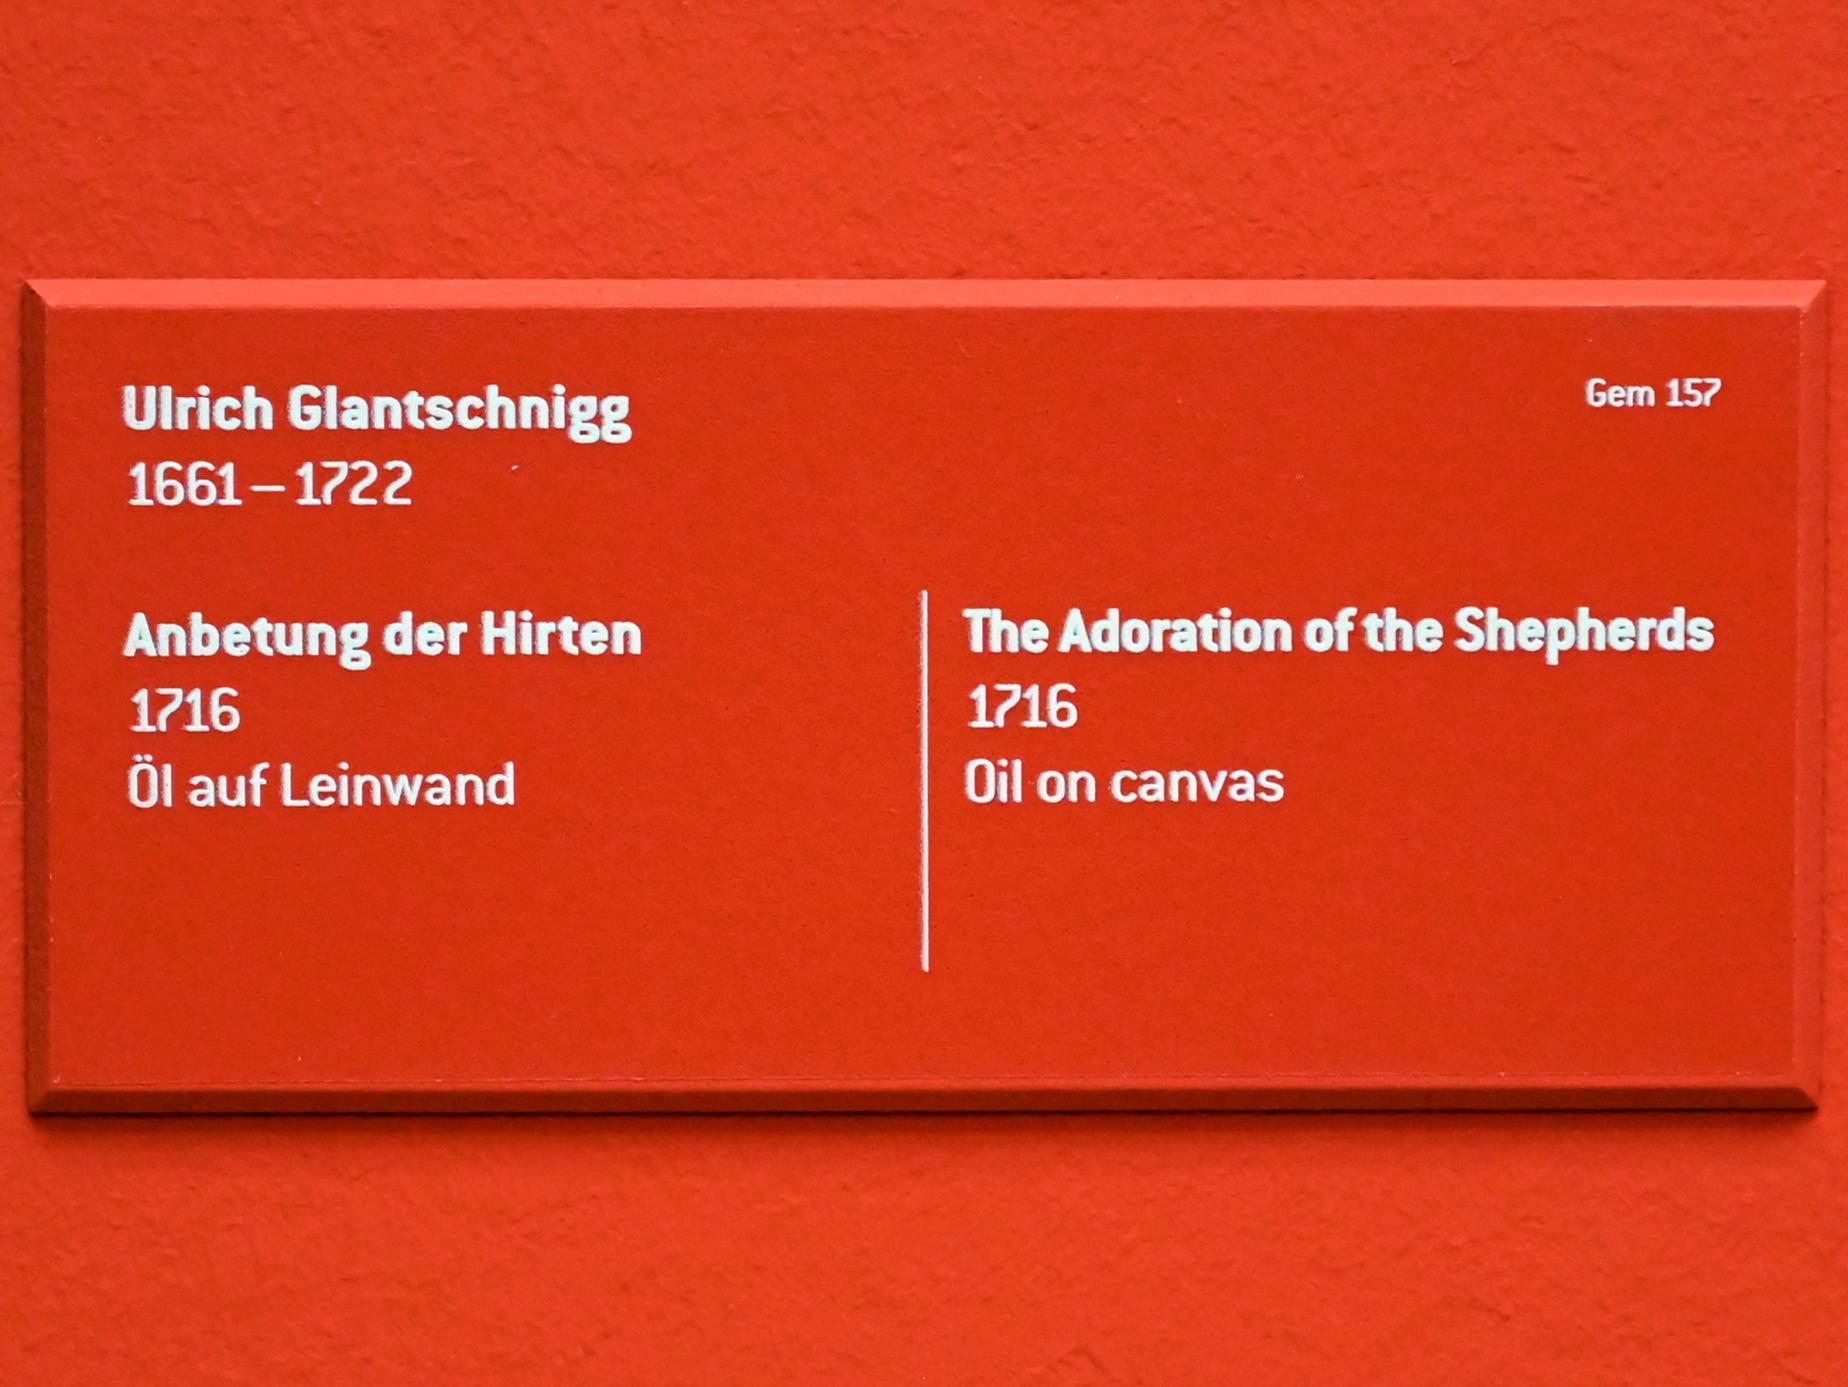 Ulrich Glantschnigg
1661 – 1722
Gem 157
Anbetung der Hirten
1716
Öl auf Leinwand
The Adoration of the Shepherds
1716
Oil on canvas